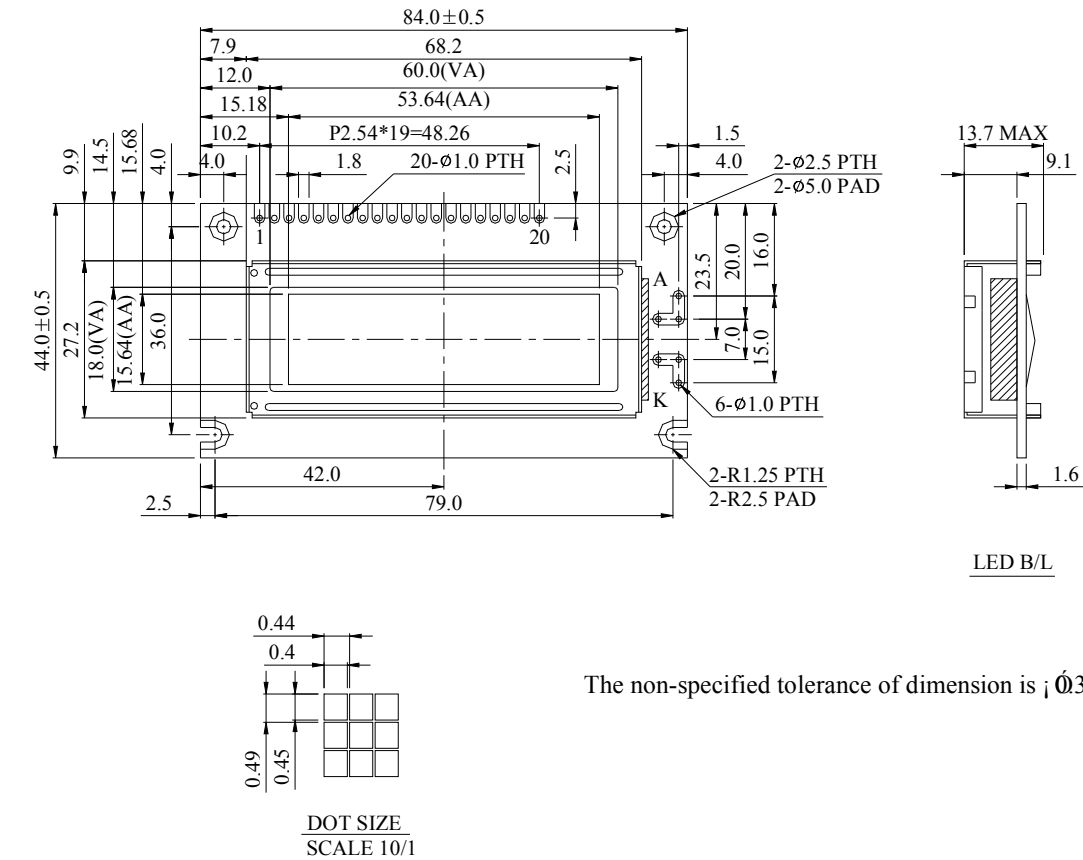 84.0±0.5
7.9
68.2
12.0
60.0(VA)
15.18
53.64(AA)
10.2
P2.54*19=48.26
1.5
13.7 MAX
4.0
1.8
20-ø1.0 PTH
2.5
4.0
2-ø2.5 PTH
9.1
2-ø5.0 PAD
9.9
14.5
15.68
4.0
1
20
A
23.5
20.0
16.0
44.0±0.5
27.2
18.0(VA)
15.64(AA)
36.0
7.0
15.0
K
6-ø1.0 PTH
42.0
2-R1.25 PTH
2.5
79.0
2-R2.5 PAD
1.6
LED B/L
0.44
0.4
The non-specified tolerance of dimension is
0.49
0.45
DOT SIZE
SCALE 10/1